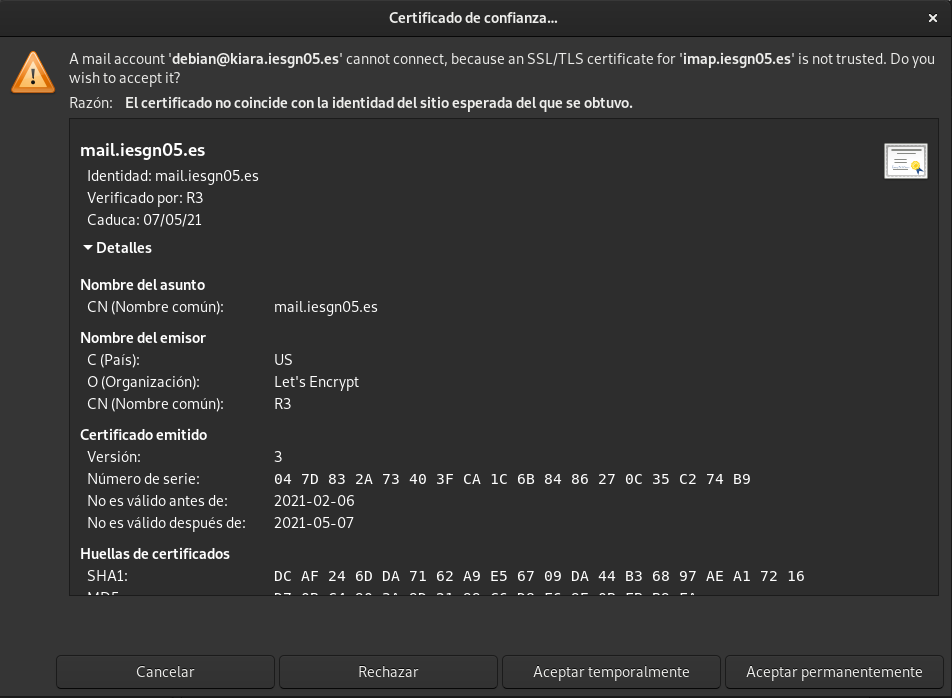 Certificado de confianza...
A mail account 'debian@kiara.iesgn05.es' cannot connect, because an SSL/TLS certificate for 'imap.iesgn05.es' is not trusted. Do you
wish to accept it?
Razón: El certificado no coincide con la identidad del sitio esperada del que se obtuvo.
mail.iesgn05.es
Identidad: mail.iesgn05.es
Verificado por: R3
Caduca: 07/05/21
Detalles
Nombre del asunto
CN (Nombre común): mail.iesgn05.es
Nombre del emisor
C (País): US
O (Organización): Let's Encrypt
CN (Nombre común): R3
Certificado emitido
Versión: 3
Número de serie: 04 7D 83 2A 73 40 3F CA 1C 6B 84 86 27 0C 35 C2 74 B9
No es válido antes de: 2021-02-06
No es válido después de: 2021-05-07
Huellas de certificados
SHA1: DC AF 24 6D DA 71 62 A9 E5 67 09 DA 44 B3 68 97 AE A1 72 16
Cancelar
Rechazar
Aceptar temporalmente
Aceptar permanentemente